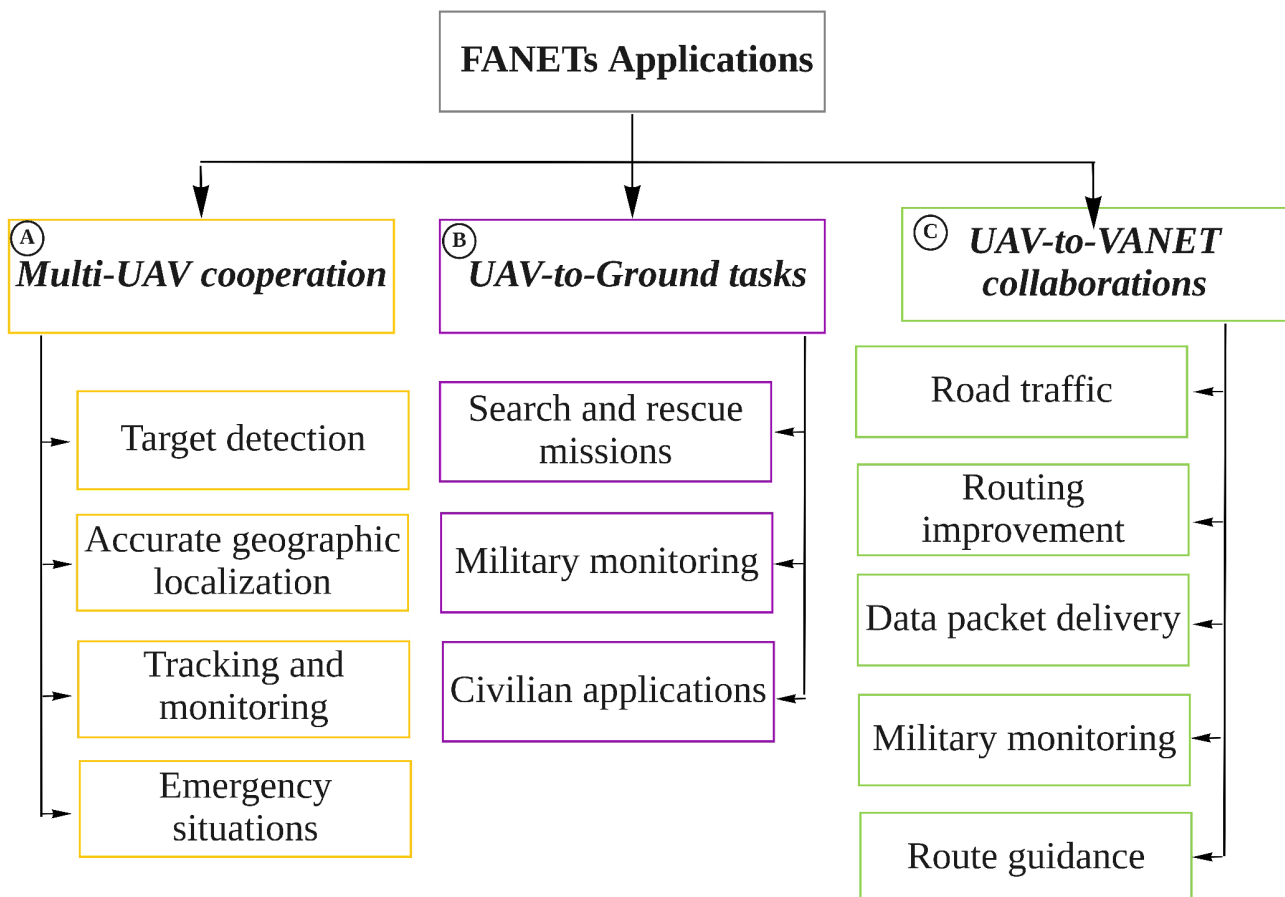 FANETs Applications
A
Multi-UAV cooperation
Target detection
Accurate geographic
localization
Tracking and
monitoring
Emergency
situations
B
UAV-to-Ground tasks
Search and rescue
missions
Military monitoring
Civilian applications
C
UAV-to-VANET
collaborations
Road traffic
Routing
improvement
Data packet delivery
Military monitoring
Route guidance